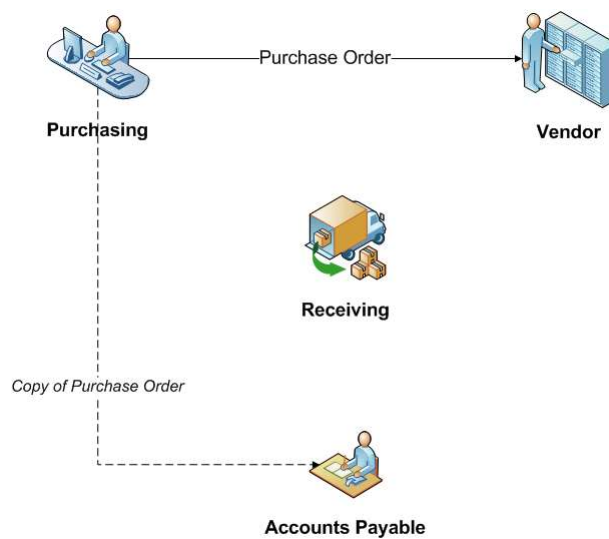 Purchase Order
Purchasing
Vendor
Receiving
Copy of Purchase Order
Accounts Payable